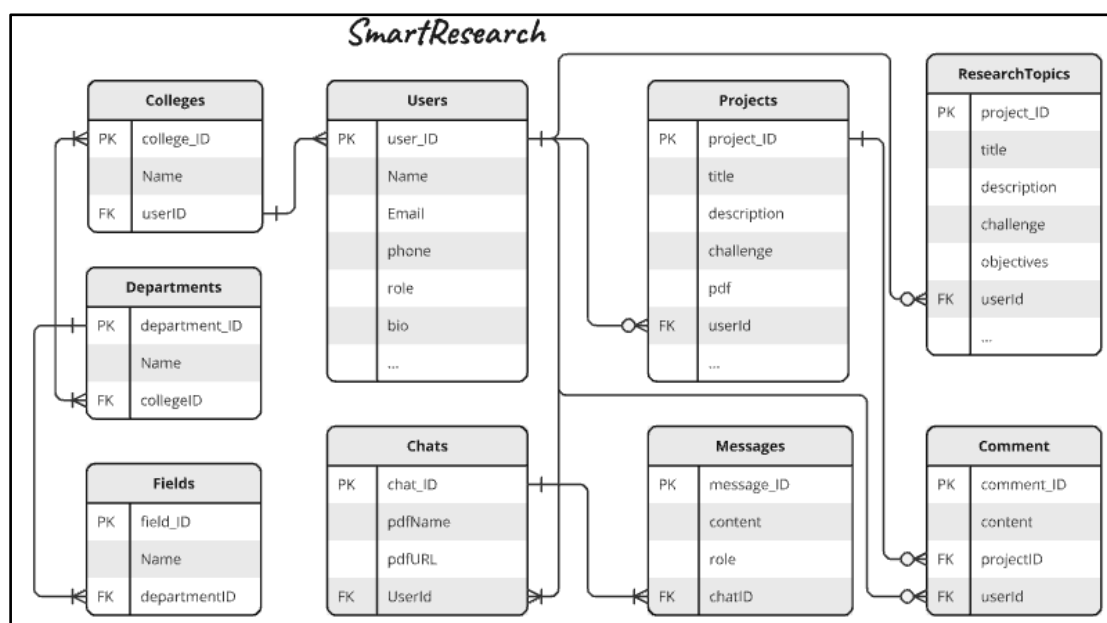 SmartResearch
Colleges
PK college_ID
Name
FK userID
Departments
PK department_ID
Name
FK collegeID
Fields
PK field_ID
Name
FK departmentID
Users
PK user_ID
Name
Email
phone
role
bio
...
Chats
PK chat_ID
pdfName
pdfURL
FK UserId
Projects
PK project_ID
title
description
challenge
pdf
FK userId
...
Messages
PK message_ID
content
role
FK chatID
ResearchTopics
PK project_ID
title
description
challenge
objectives
FK userId
...
Comment
PK comment_ID
content
FK projectID
FK userId